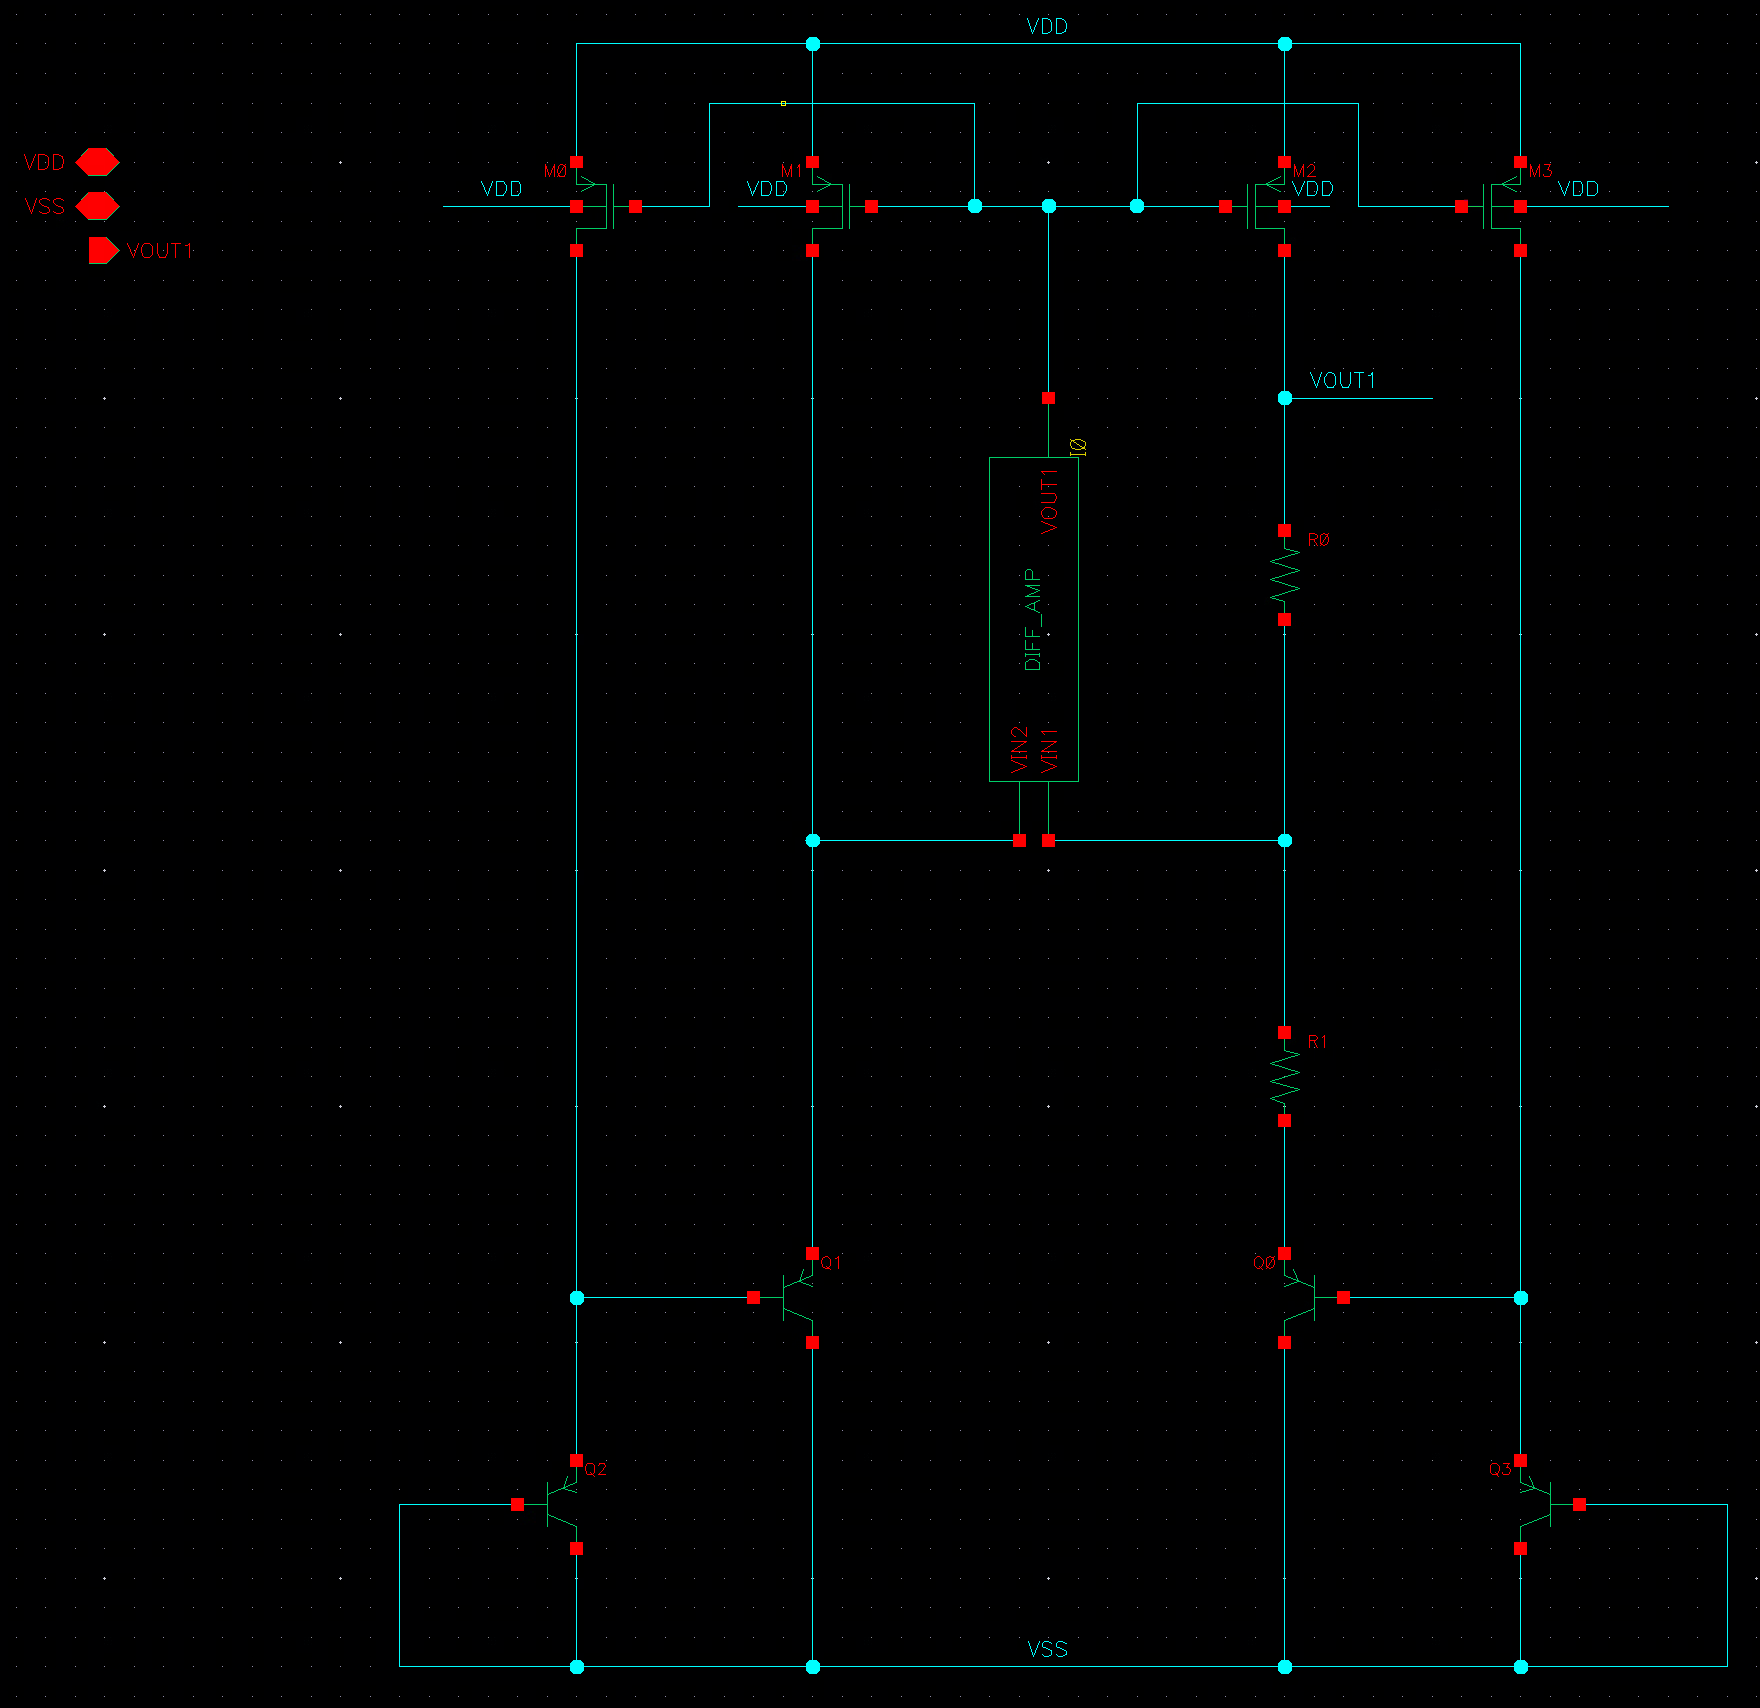 VDD
VDD
VSS
VOUT1
M0
M1
M2
M3
VDD
VDD
VDD
VDD
VOUT1
I0
VOUT1
DIFF_AMP
VIN2
VIN1
R0
R1
Q1
Q0
Q2
Q3
VSS